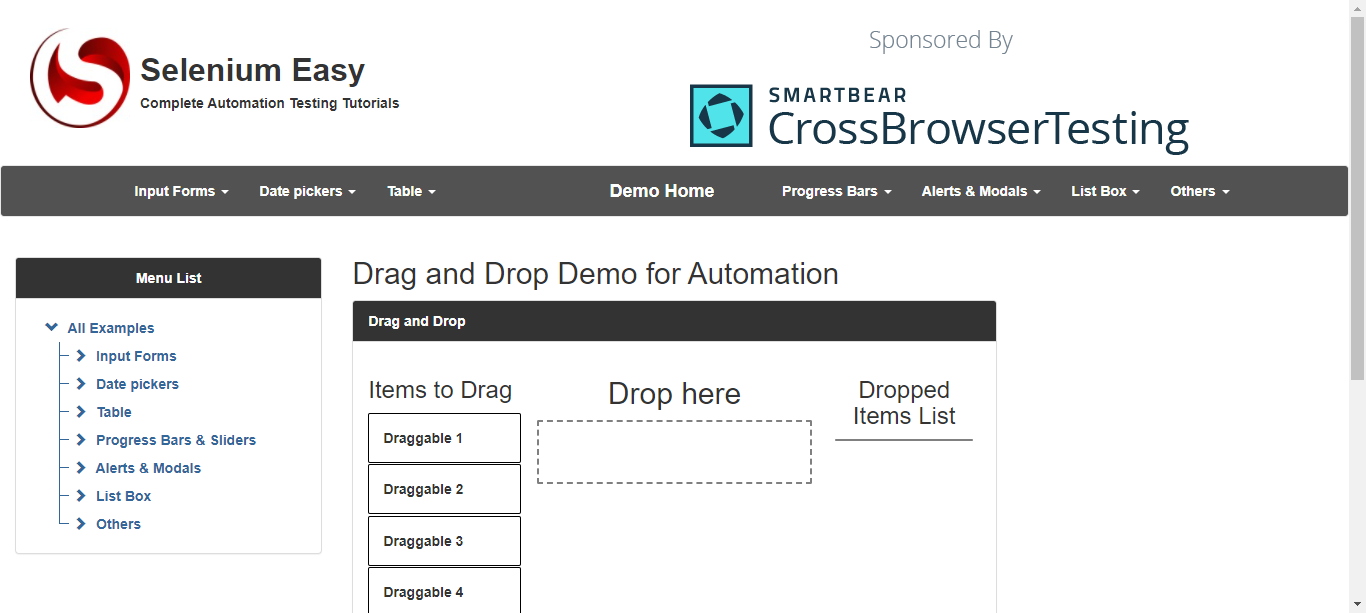 Selenium Easy
Complete Automation Testing Tutorials
Sponsored By
SMARTBEAR
CrossBrowserTesting
Input Forms Date pickers Table Demo Home Progress Bars Alerts & Modals List Box Others
Menu List
All Examples
Input Forms
Date pickers
Table
Progress Bars & Sliders
Alerts & Modals
List Box
Others
Drag and Drop Demo for Automation
Drag and Drop
Items to Drag
Draggable 1
Draggable 2
Draggable 3
Draggable 4
Drop here
Dropped
Items List